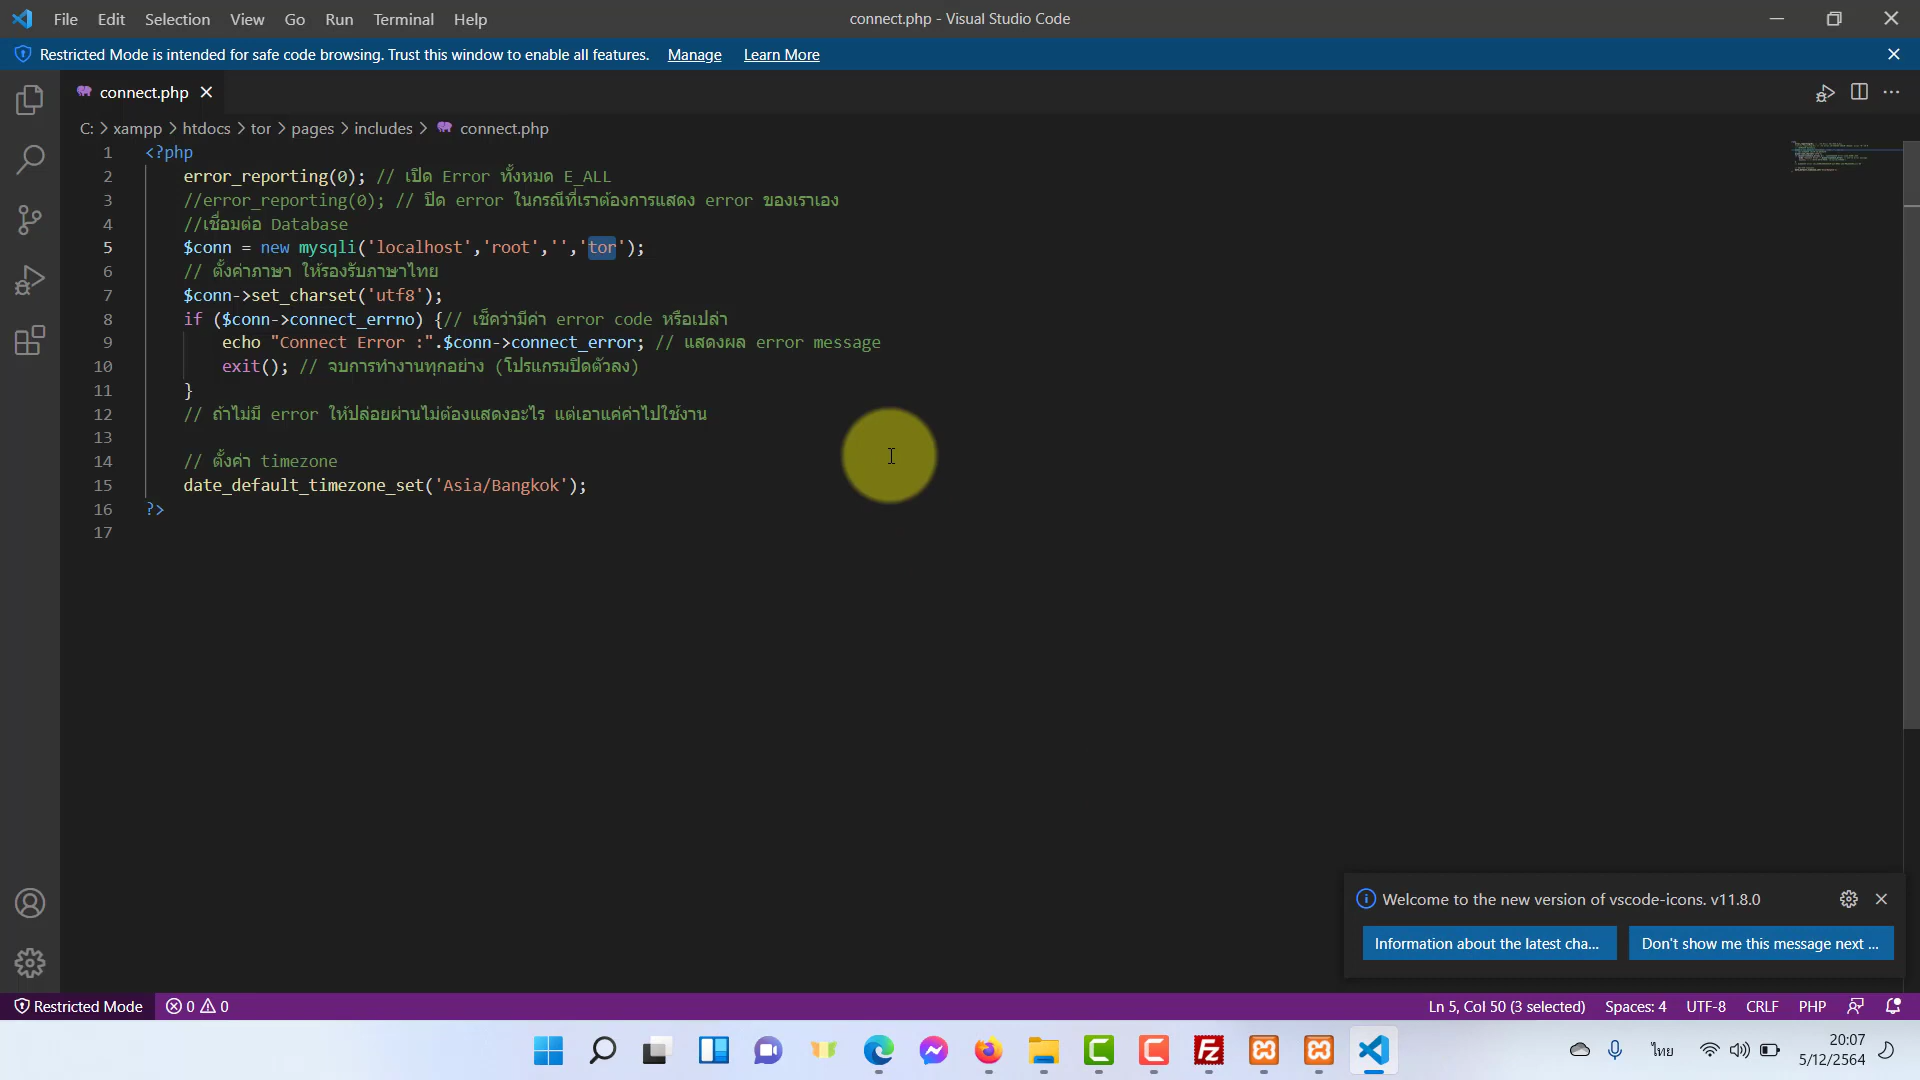 File Edit Selection View Go Run Terminal Help
connect.php - Visual Studio Code
Restricted Mode is intended for safe code browsing. Trust this window to enable all features. Manage Learn More
connect.php
C: > xampp > htdocs > tor > pages > includes > connect.php
1 <?php
2 error_reporting(0); // เปิด Error ทั้งหมด E_ALL
3 //error_reporting(0); // ปิด error ในกรณีที่เราต้องการแสดง error ของเราเอง
4 //เชื่อมต่อ Database
5 $conn = new mysqli('localhost','root','','tor');
6 // ตั้งค่าภาษา ให้รองรับภาษาไทย
7 $conn->set_charset('utf8');
8 if ($conn->connect_errno) {// เช็คว่ามีค่า error code หรือเปล่า
9 echo "Connect Error :".$conn->connect_error; // แสดงผล error message
10 exit(); // จบการทำงานทุกอย่าง (โปรแกรมปิดตัวลง)
11 }
12 // ถ้าไม่มี error ให้ปล่อยผ่านไม่ต้องแสดงอะไร แต่เอาแค่ค่าไปใช้งาน
13
14 // ตั้งค่า timezone
15 date_default_timezone_set('Asia/Bangkok');
16 ?>
17
Welcome to the new version of vscode-icons. v11.8.0
Information about the latest cha... Don't show me this message next ...
Restricted Mode 0 0 Ln 5, Col 50 (3 selected) Spaces: 4 UTF-8 CRLF PHP
ไทย 20:07
5/12/2564